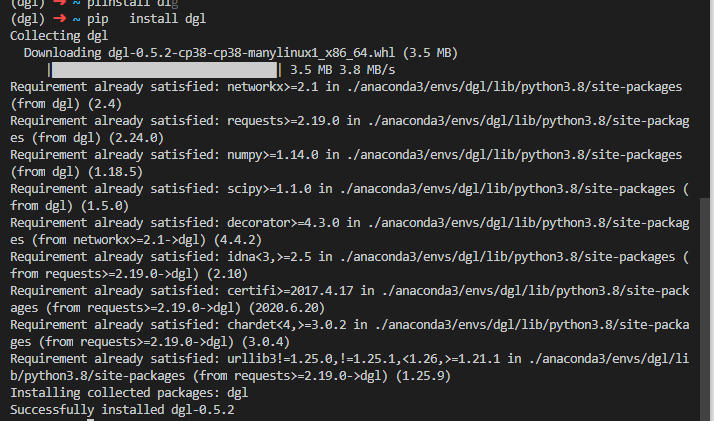 (dgl) ➜ ~ piinstall dig
(dgl) ➜ ~ pip   install dgl
Collecting dgl
  Downloading dgl-0.5.2-cp38-cp38-manylinux1_x86_64.whl (3.5 MB)
     |████████████████████████████████| 3.5 MB 3.8 MB/s
Requirement already satisfied: networkx>=2.1 in ./anaconda3/envs/dgl/lib/python3.8/site-packages
(from dgl) (2.4)
Requirement already satisfied: requests>=2.19.0 in ./anaconda3/envs/dgl/lib/python3.8/site-packag
es (from dgl) (2.24.0)
Requirement already satisfied: numpy>=1.14.0 in ./anaconda3/envs/dgl/lib/python3.8/site-packages
(from dgl) (1.18.5)
Requirement already satisfied: scipy>=1.1.0 in ./anaconda3/envs/dgl/lib/python3.8/site-packages (
from dgl) (1.5.0)
Requirement already satisfied: decorator>=4.3.0 in ./anaconda3/envs/dgl/lib/python3.8/site-packag
es (from networkx>=2.1->dgl) (4.4.2)
Requirement already satisfied: idna<3,>=2.5 in ./anaconda3/envs/dgl/lib/python3.8/site-packages (
from requests>=2.19.0->dgl) (2.10)
Requirement already satisfied: certifi>=2017.4.17 in ./anaconda3/envs/dgl/lib/python3.8/site-pack
ages (from requests>=2.19.0->dgl) (2020.6.20)
Requirement already satisfied: chardet<4,>=3.0.2 in ./anaconda3/envs/dgl/lib/python3.8/site-packa
ges (from requests>=2.19.0->dgl) (3.0.4)
Requirement already satisfied: urllib3!=1.25.0,!=1.25.1,<1.26,>=1.21.1 in ./anaconda3/envs/dgl/li
b/python3.8/site-packages (from requests>=2.19.0->dgl) (1.25.9)
Installing collected packages: dgl
Successfully installed dgl-0.5.2